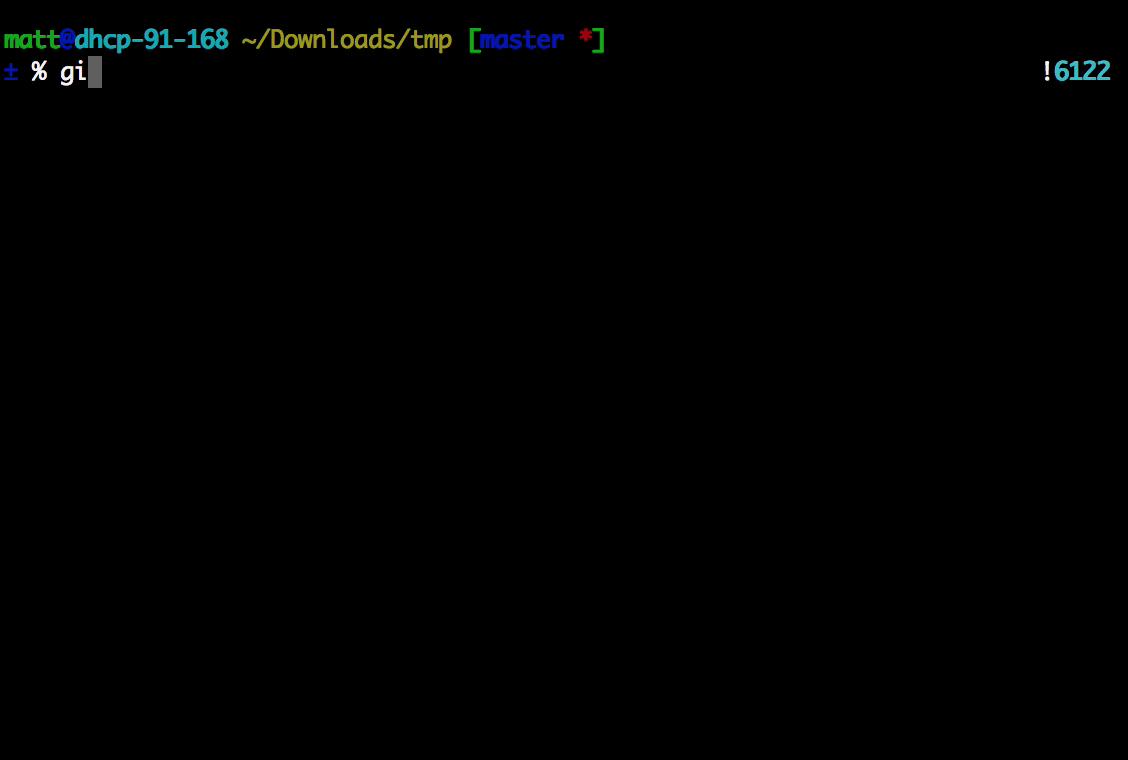 matt@dhcp-91-168 ~/Downloads/tmp [master *]
± % gi !6122